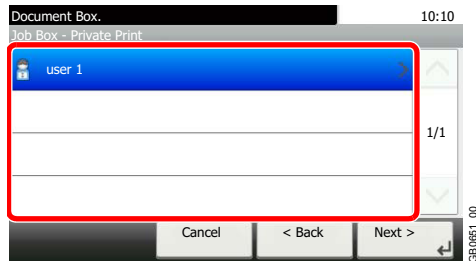 Document Box.
10:10
Job Box - Private Print
user 1
1/1
Cancel
< Back
Next >
GB0651_00